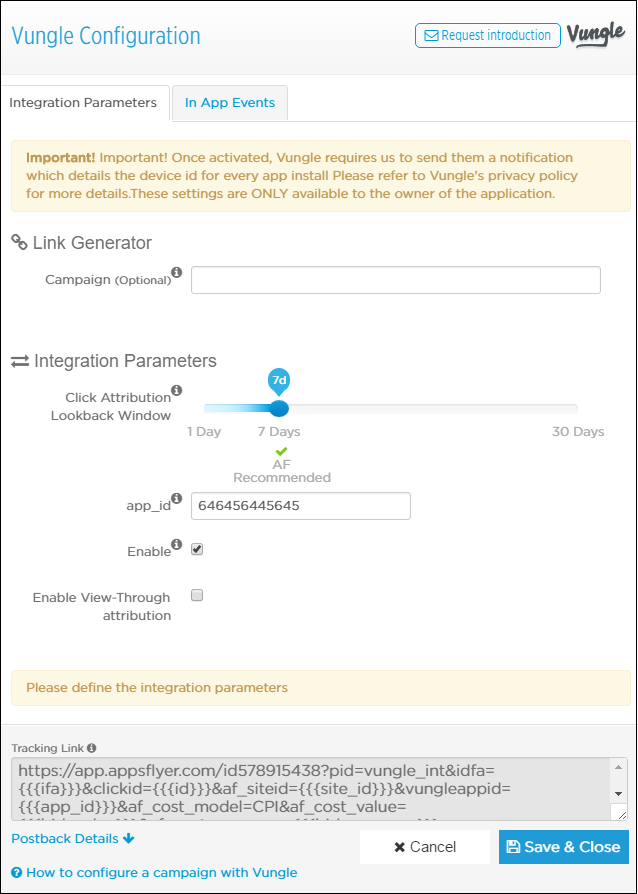 Vungle Configuration
Request introduction
Vungle
Integration Parameters
In App Events
Important! Important! Once activated, Vungle requires us to send them a notification
which details the device id for every app install Please refer to Vungle's privacy policy
for more details.These settings are ONLY available to the owner of the application.
Link Generator
Campaign (Optional)
Integration Parameters
7d
Click Attribution
Lookback Window
1 Day
7 Days
30 Days
AF
Recommended
app_id
646456445645
Enable
Enable View-Through
attribution
Please define the integration parameters
Tracking Link
https://app.appsflyer.com/id578915438?pid=vungle_int&idfa=
{{{ifa}}}&clickid={{{id}}}&af_siteid={{{site_id}}}&vungleappid=
{{{app_id}}}&af_cost_model=CPI&af_cost_value=
Postback Details
Cancel
Save & Close
How to configure a campaign with Vungle